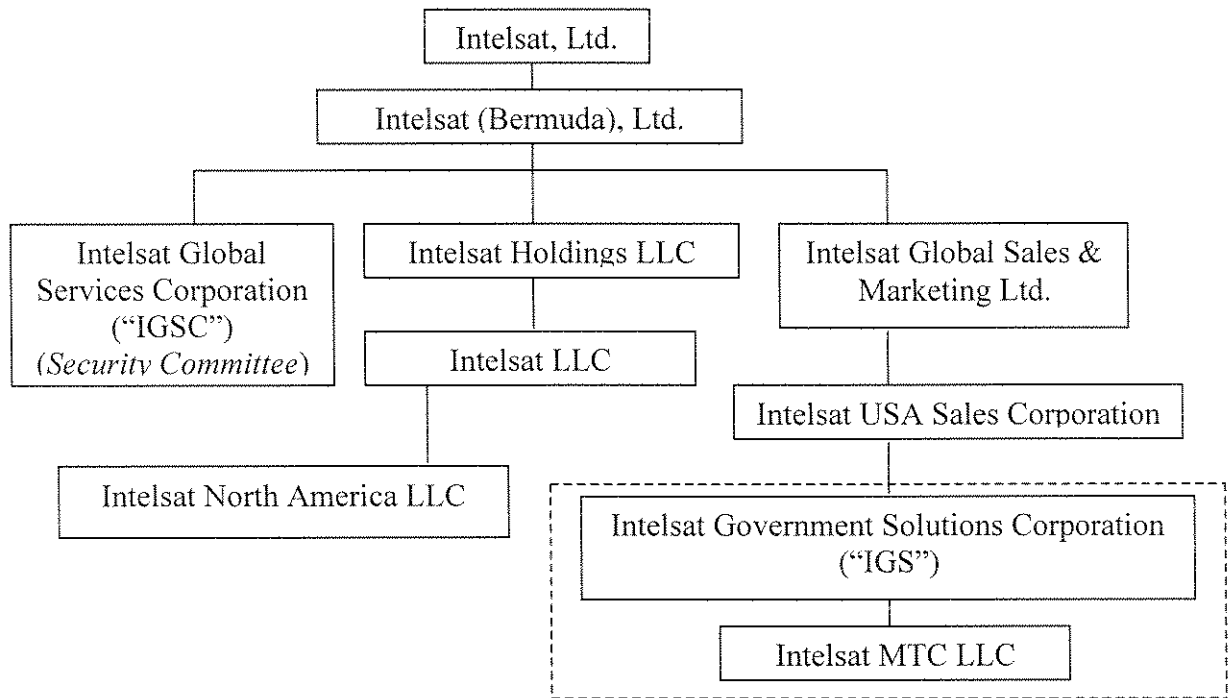 Intelsat, Ltd.
Intelsat (Bermuda), Ltd.
Intelsat Global
Services Corporation
(“IGSC”)
(Security Committee)
Intelsat Holdings LLC
Intelsat Global Sales &
Marketing Ltd.
Intelsat LLC
Intelsat USA Sales Corporation
Intelsat North America LLC
Intelsat Government Solutions Corporation
(“IGS”)
Intelsat MTC LLC